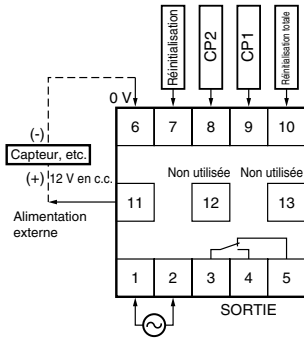 Réinitialisation
CP2
CP1
Réinitialisation totale
0 V
6 7 8 9 10
(-)
Capteur, etc.
(+) 12 V en c.c.
Non utilisée Non utilisée
11 12 13
Alimentation
externe
1 2 3 4 5
SORTIE